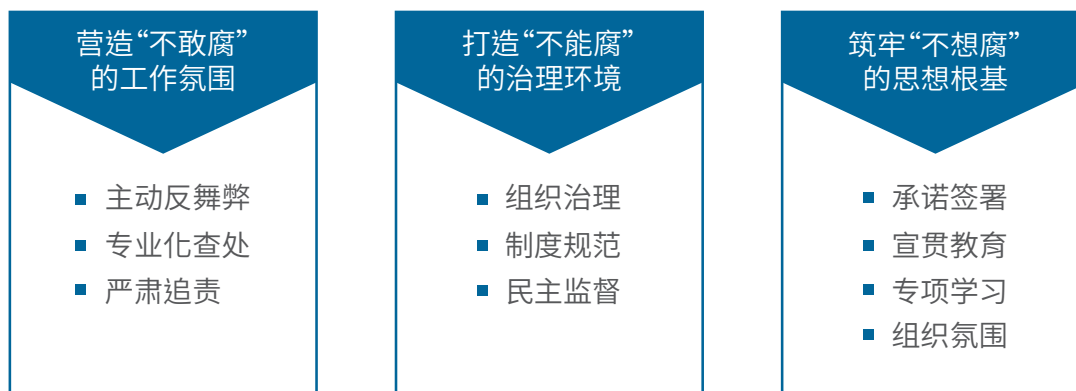 营造“不敢腐”
的工作氛围
主动反舞弊
专业化查处
严肃追责
打造“不能腐”
的治理环境
组织治理
制度规范
民主监督
筑牢“不想腐”
的思想根基
承诺签署
宣贯教育
专项学习
组织氛围